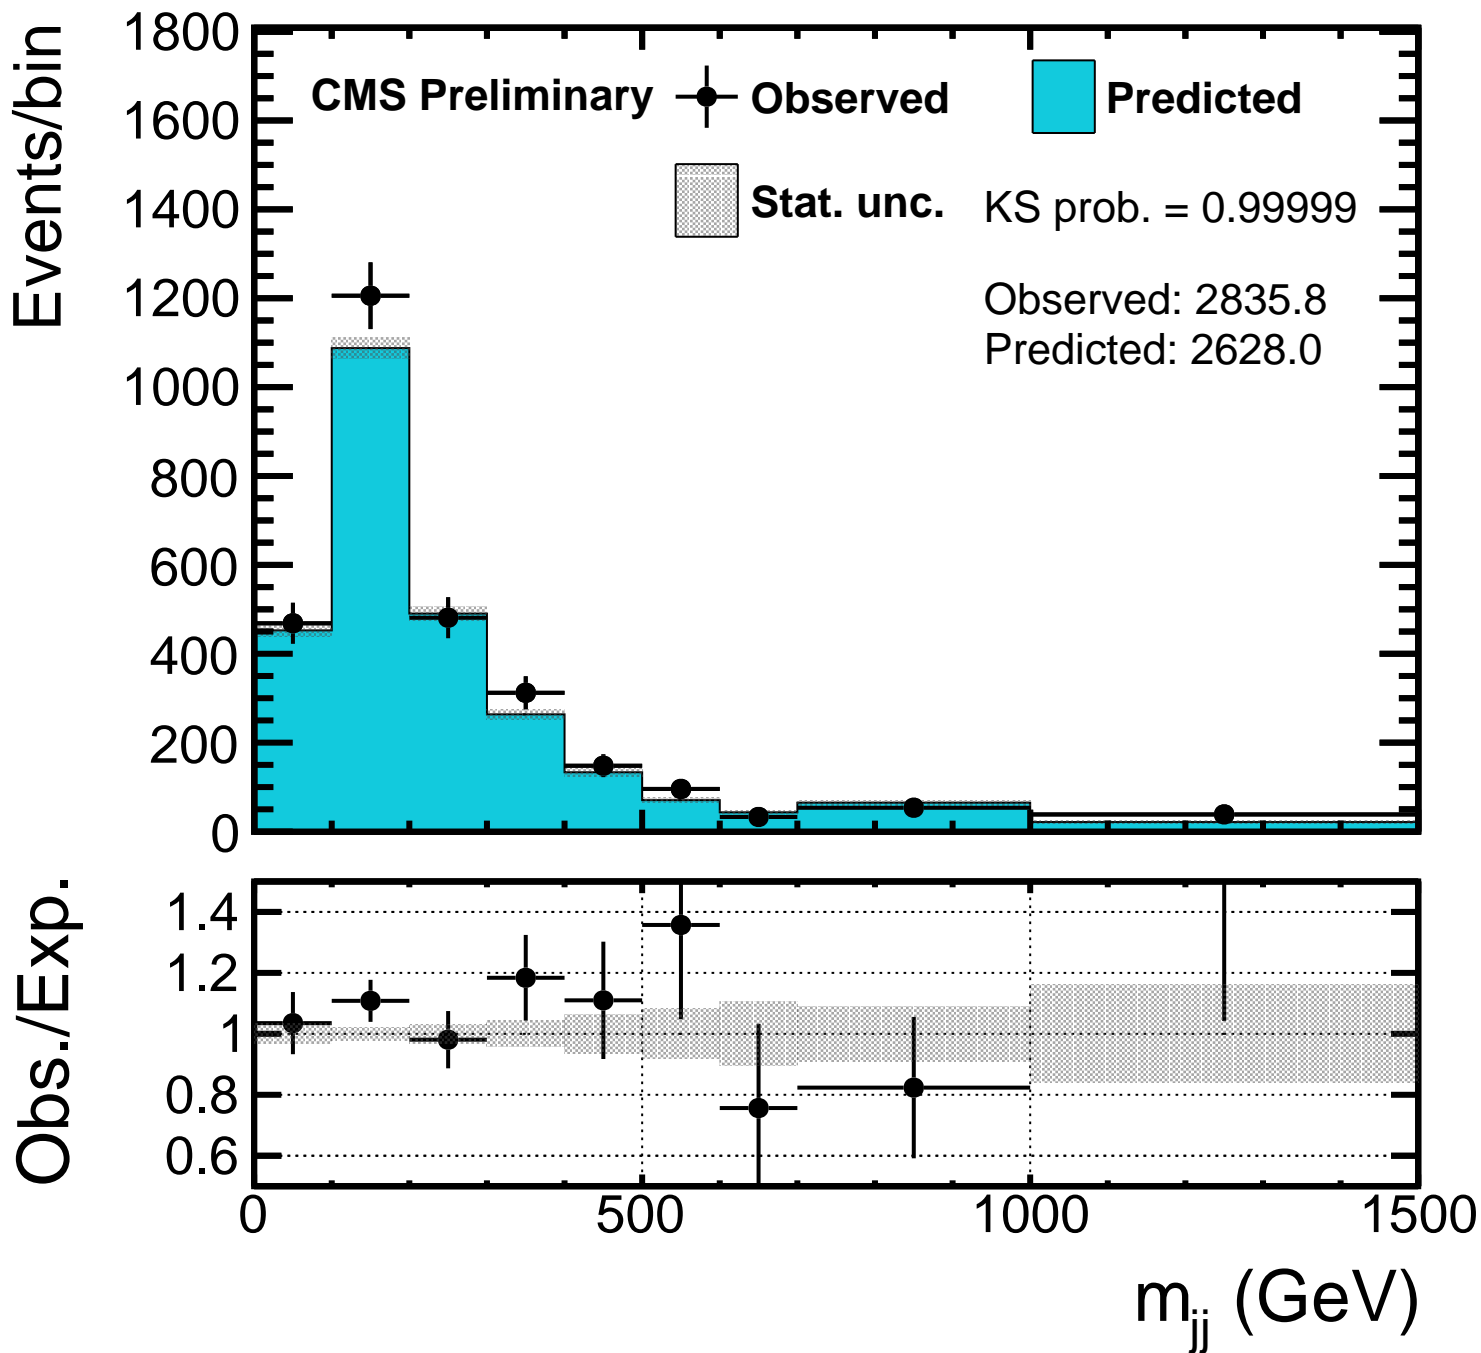 Events/bin
1800
1600
1400
1200
1000
800
600
400
200
0
CMS Preliminary
Observed
Predicted
Stat. unc.
KS prob. = 0.99999
Observed: 2835.8
Predicted: 2628.0
Obs./Exp.
1.4
1.2
1
0.8
0.6
0 500 1000 1500
m_jj (GeV)